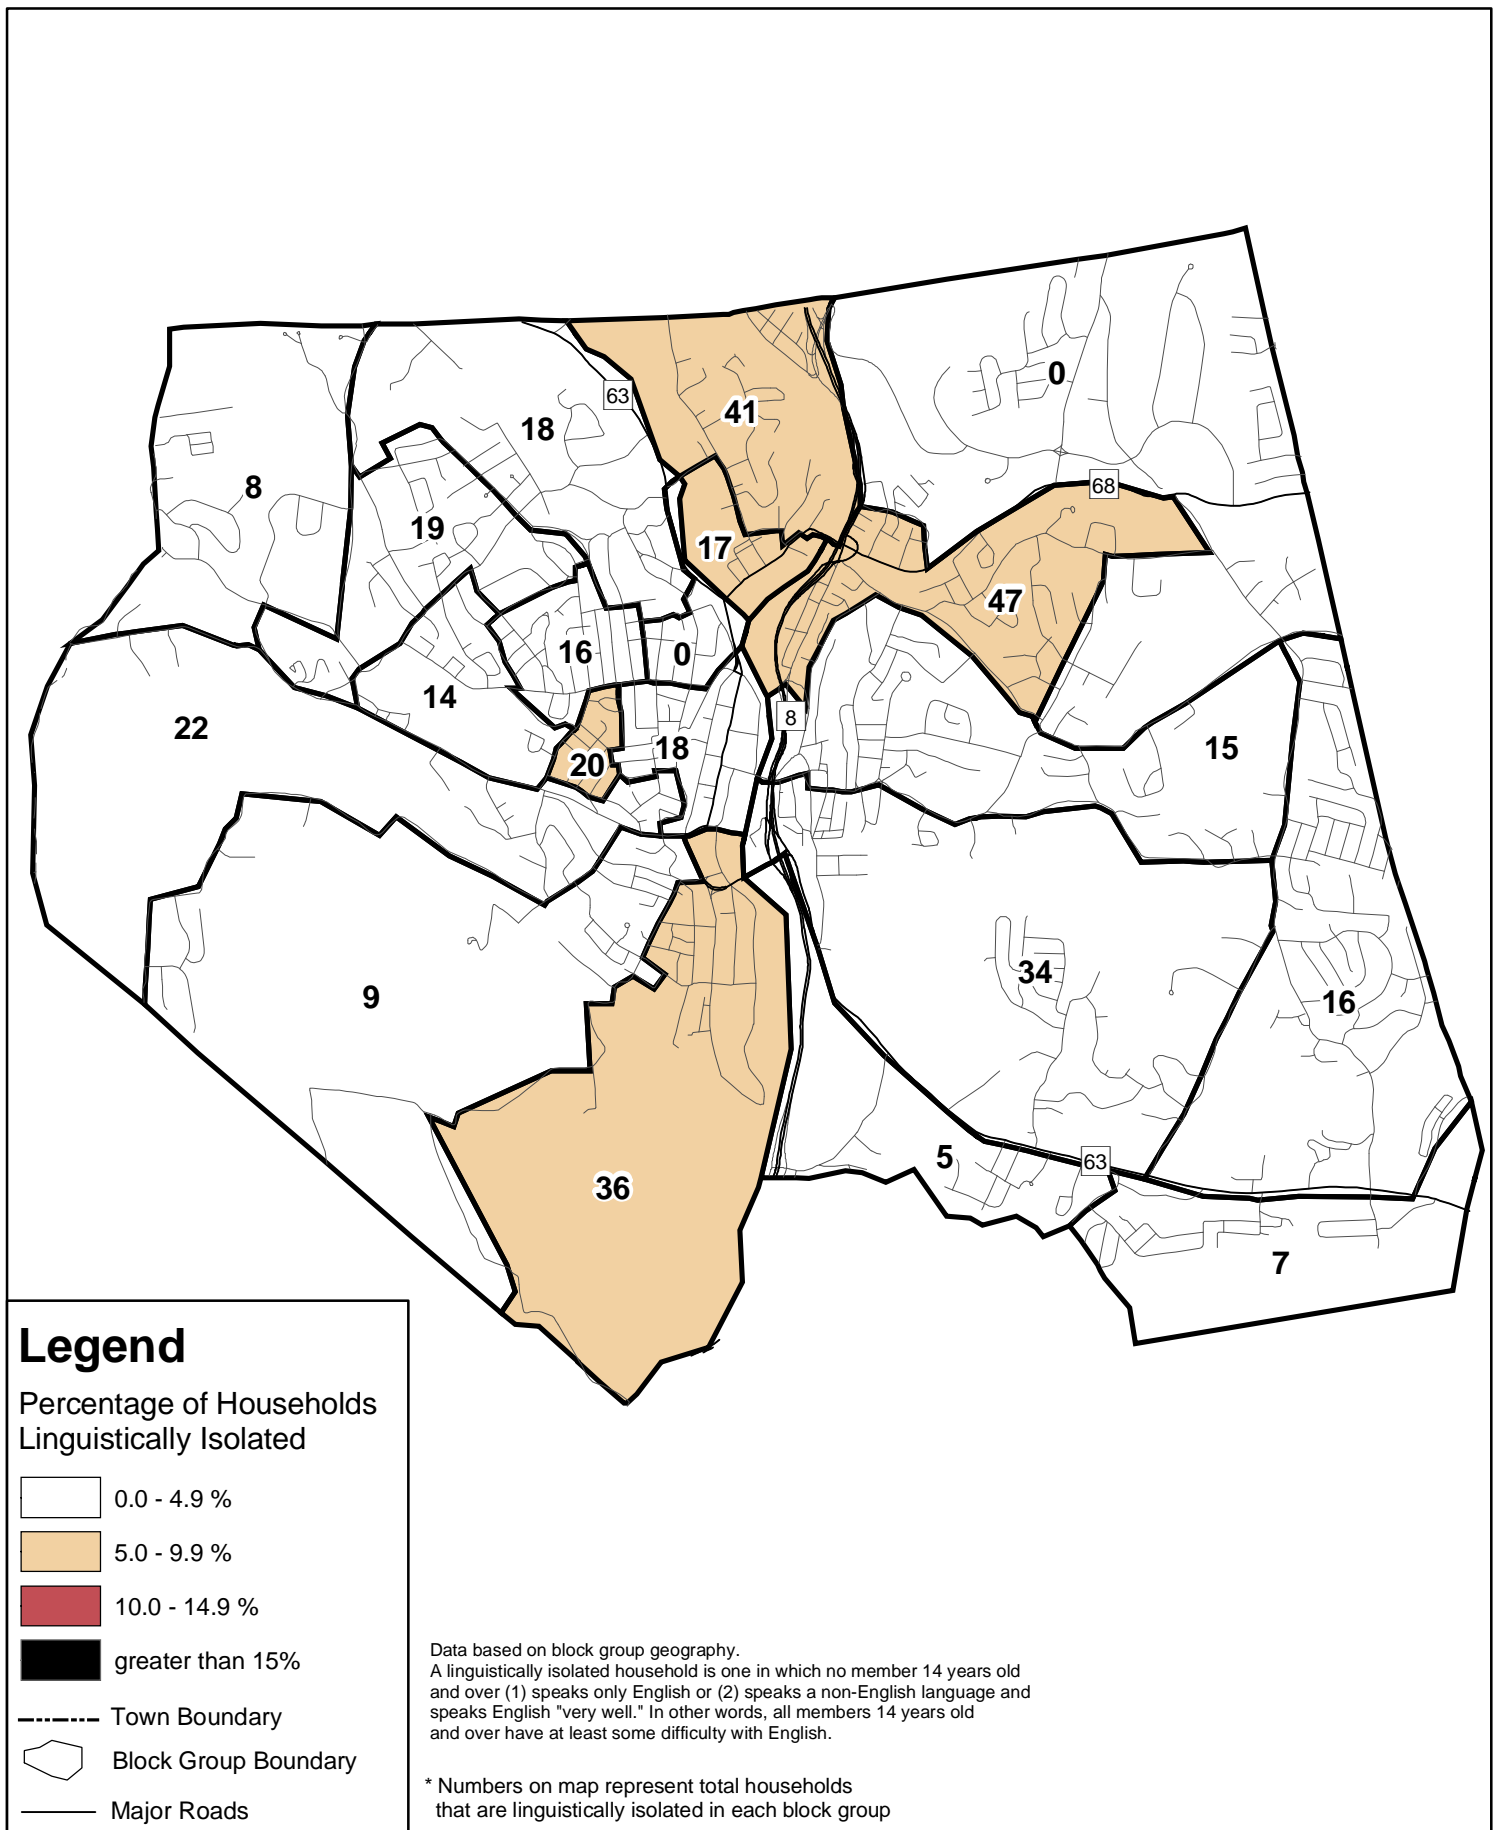 0
63
41
18
68
8
19
17
47
16
0
14
22
8
18
15
20
34
9
16
5
63
36
7
Legend
Percentage of Households
Linguistically Isolated
0.0 - 4.9 %
5.0 - 9.9 %
10.0 - 14.9 %
greater than 15%
Town Boundary
Block Group Boundary
Major Roads
Data based on block group geography.
A linguistically isolated household is one in which no member 14 years old
and over (1) speaks only English or (2) speaks a non-English language and
speaks English "very well." In other words, all members 14 years old
and over have at least some difficulty with English.
* Numbers on map represent total households
that are linguistically isolated in each block group